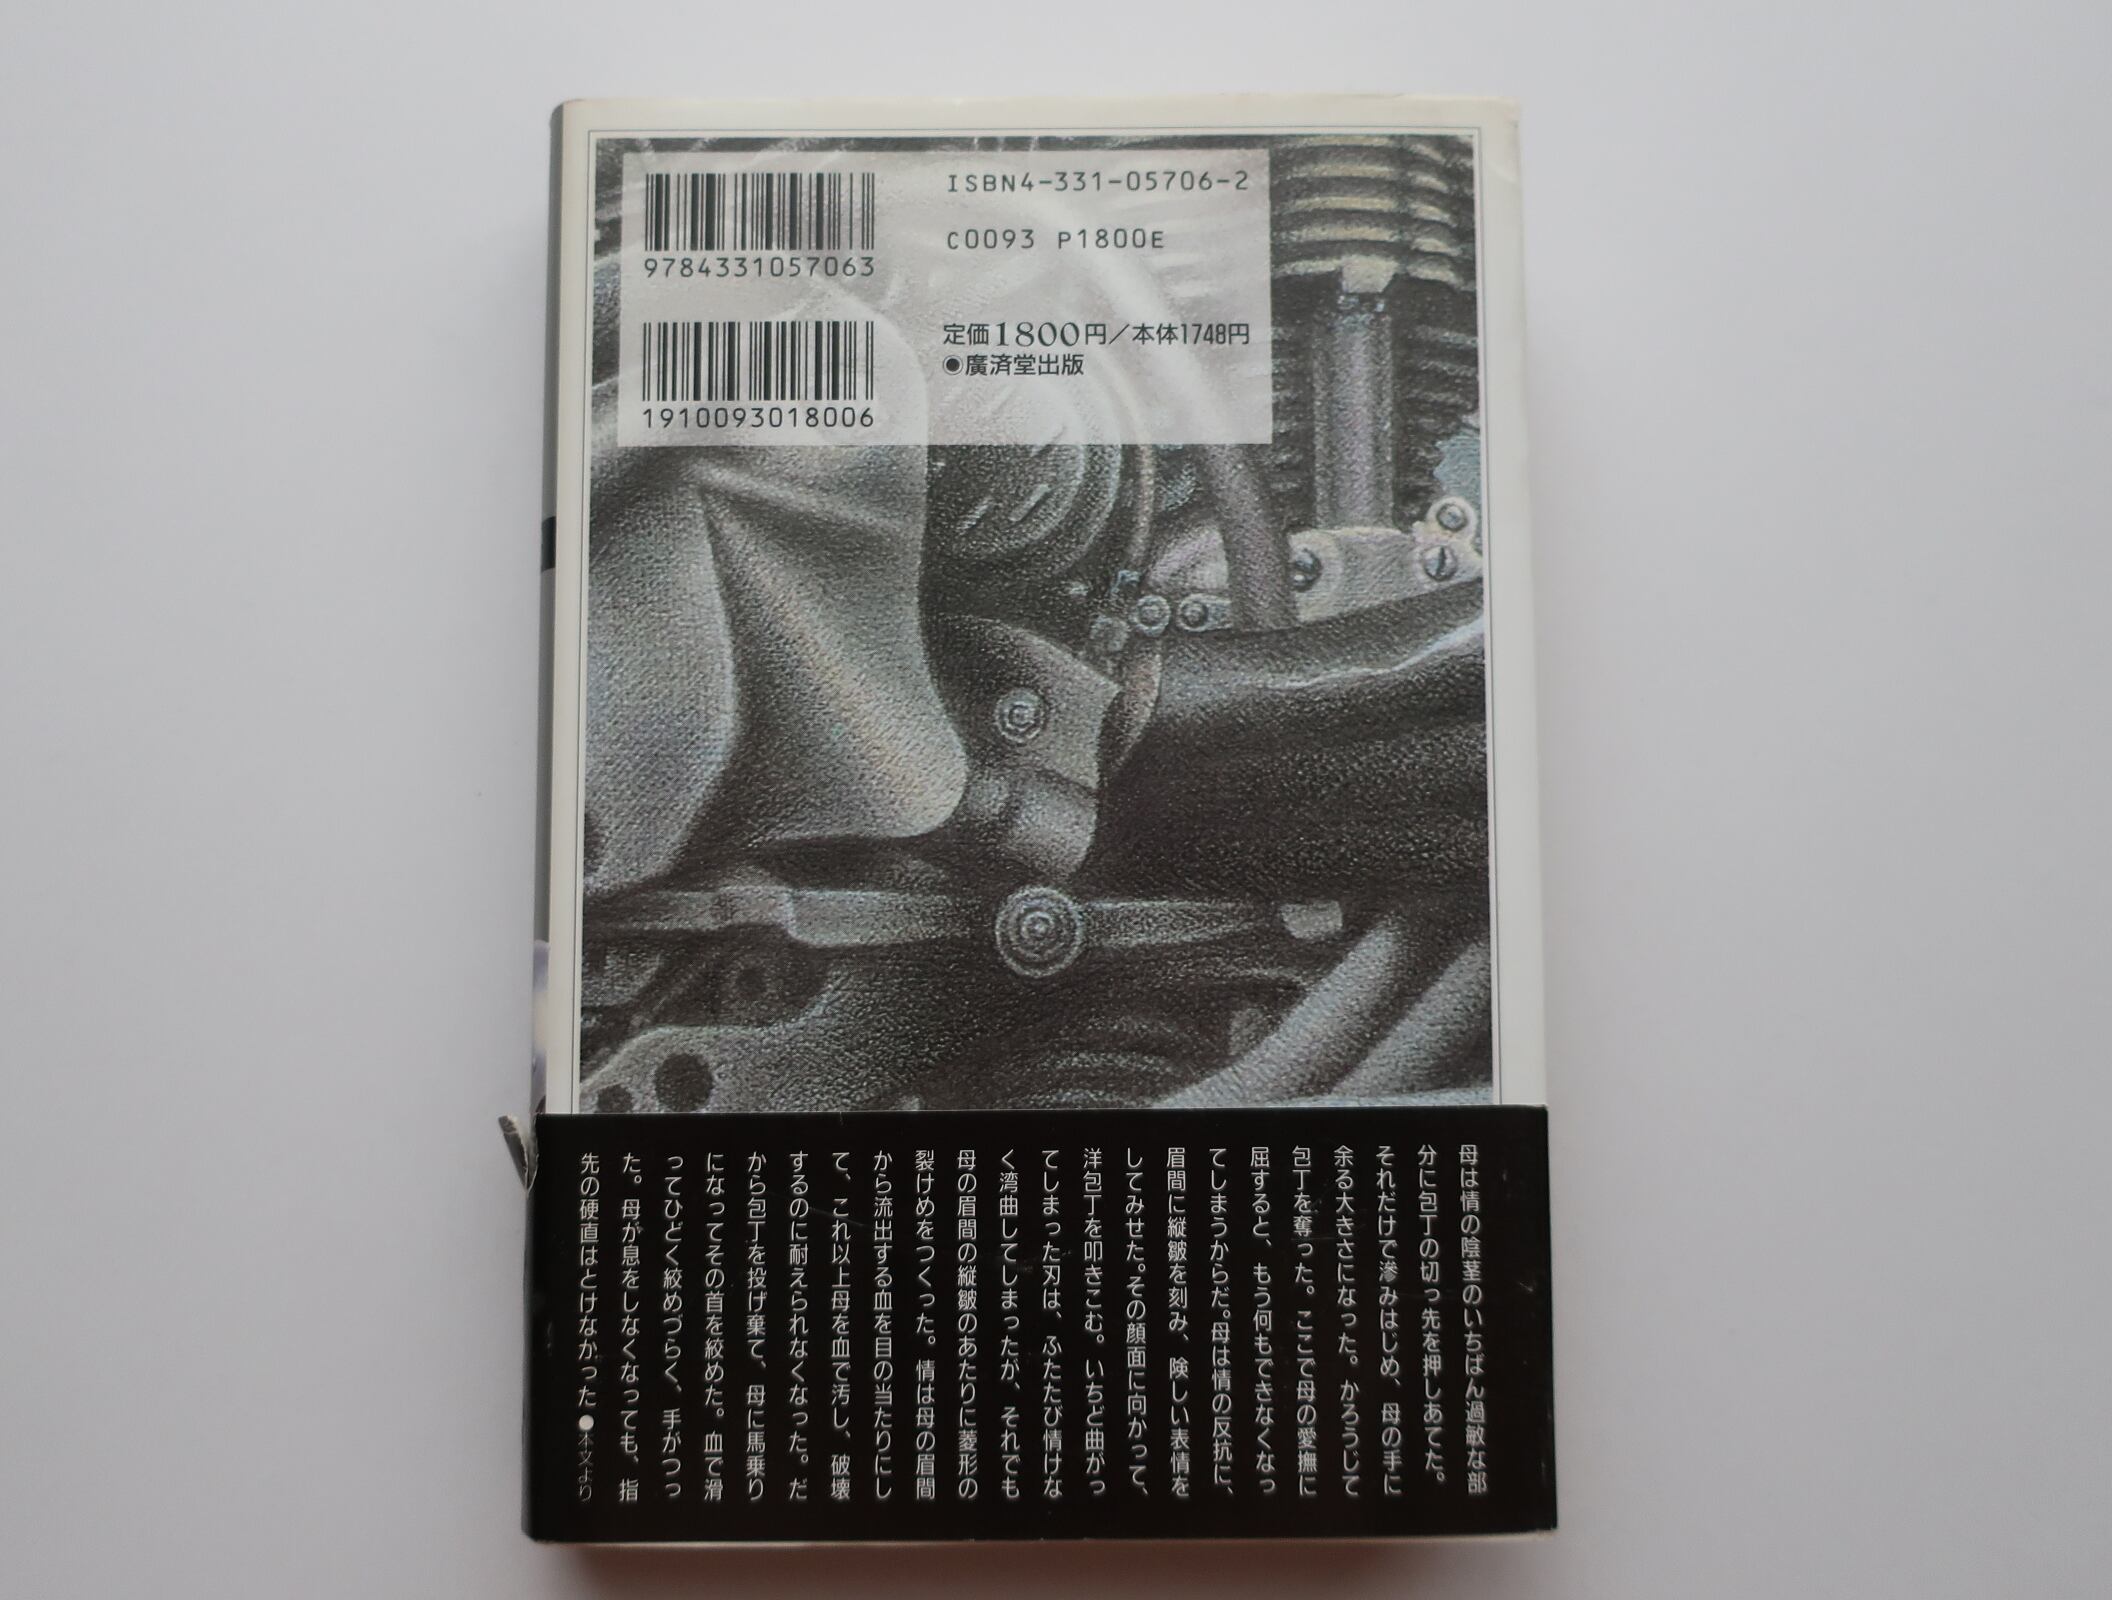 9784331057063
ISBN4-331-05706-2
C0093 P1800E
1910093018006
定価1800円／本体1748円
◉廣済堂出版
母は情の陰茎のいちばん過敏な部
分に包丁の切っ先を押しあてた。
それだけで滲みはじめ、母の手に
余る大きさになった。かろうじて
包丁を奪った。ここで母の愛撫に
屈すると、もう何もできなくなっ
てしまうからだ。母は情の反抗に、
眉間に縦皺を刻み、険しい表情を
してみせた。その顔面に向かって、
洋包丁を叩きこむ。いちど曲がっ
てしまった刃は、ふたたび情けな
く湾曲してしまったが、それでも
母の眉間の縦皺のあたりに菱形の
裂けめをつくった。情は母の眉間
から流出する血を目の当たりにし
て、これ以上母を血で汚し、破壊
するのに耐えられなくなった。だ
から包丁を投げ棄て、母に馬乗り
になってその首を絞めた。血で滑
ってひどく絞めづらく、手がつっ
た。母が息をしなくなっても、指
先の硬直はとけなかった●本文より